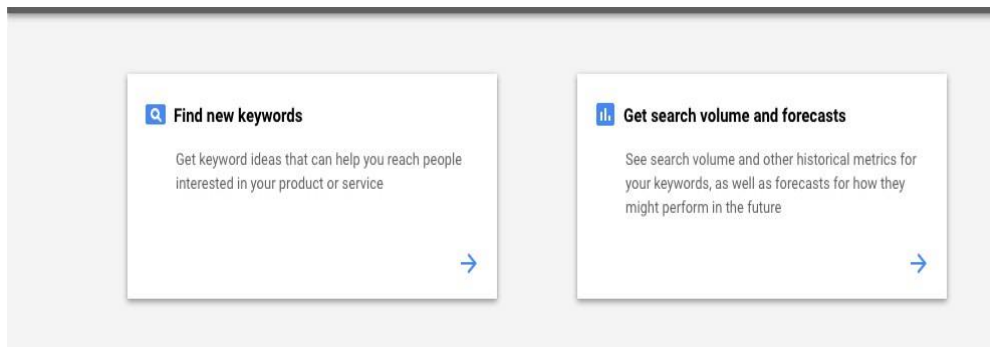 Find new keywords
Get keyword ideas that can help you reach people
interested in your product or service
Get search volume and forecasts
See search volume and other historical metrics for
your keywords, as well as forecasts for how they
might perform in the future